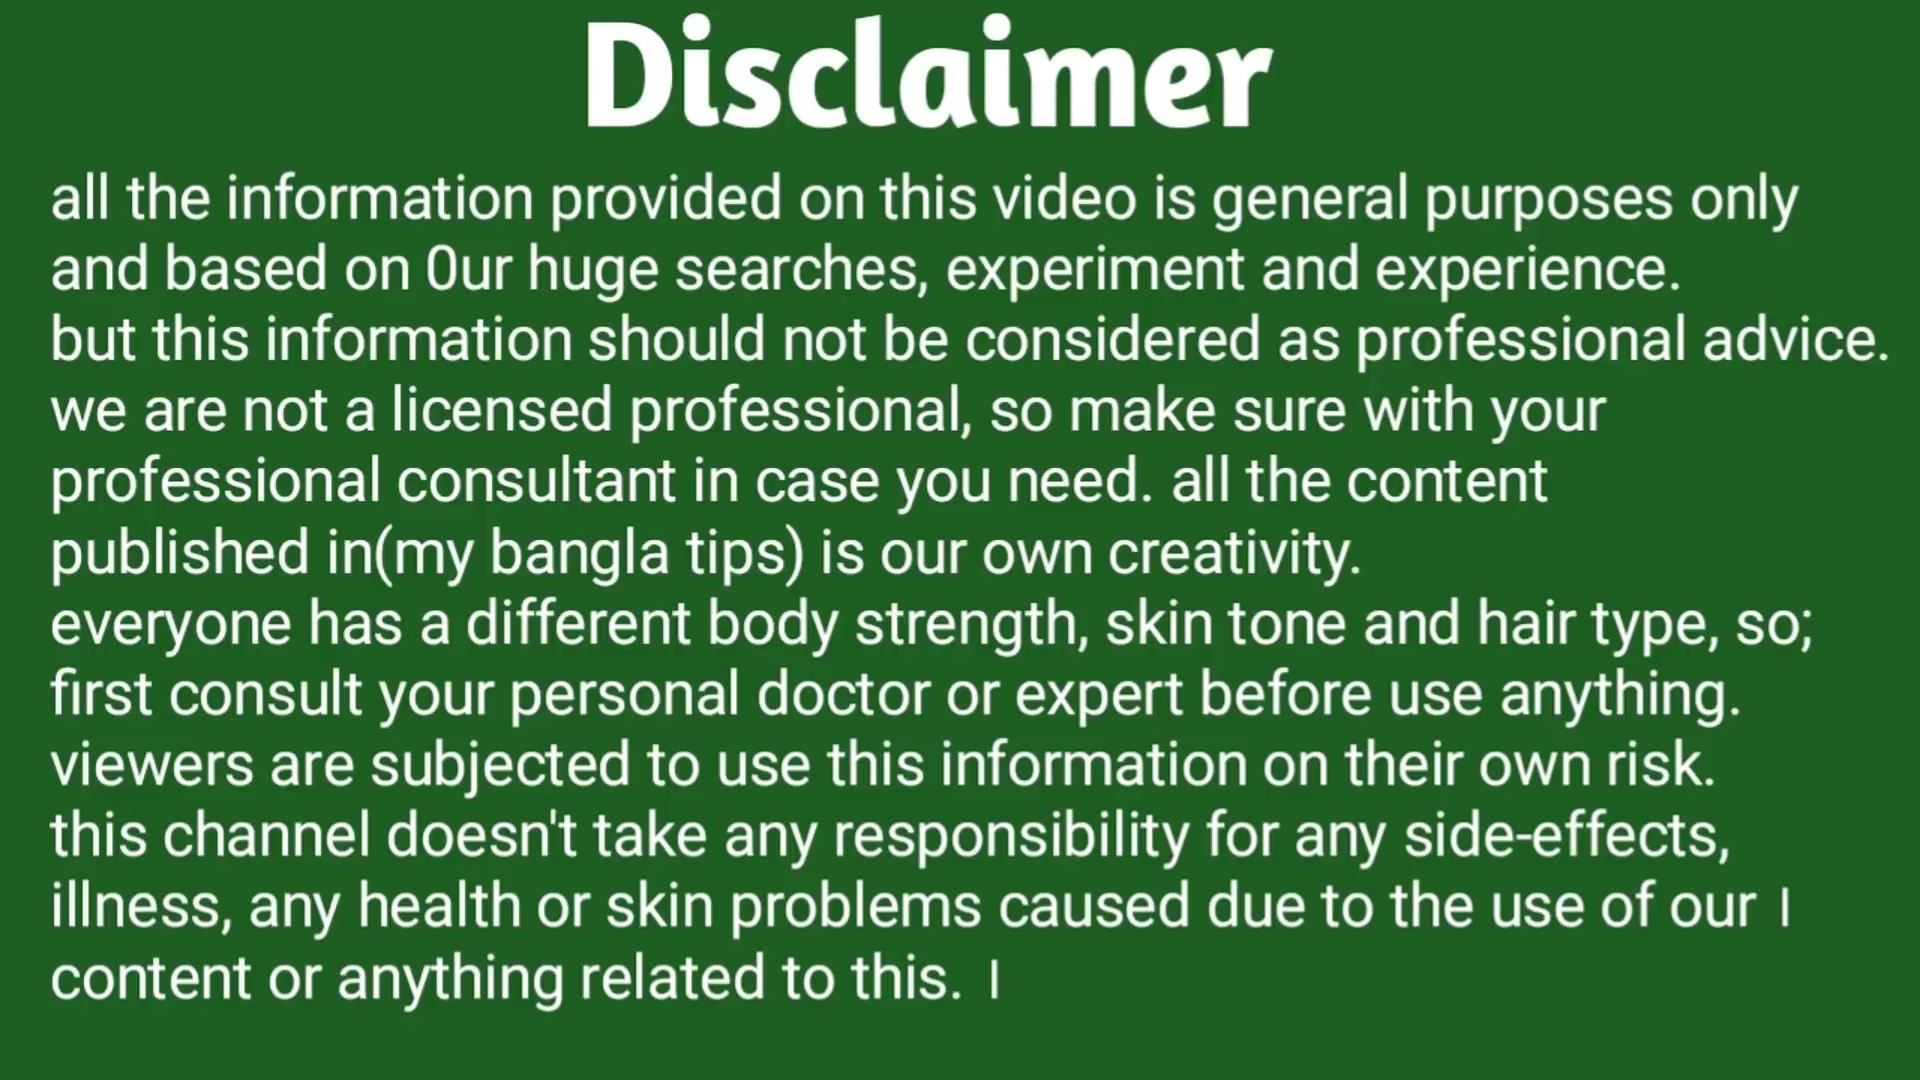 Disclaimer
all the information provided on this video is general purposes only
and based on 0ur huge searches, experiment and experience.
but this information should not be considered as professional advice.
we are not a licensed professional, so make sure with your
professional consultant in case you need. all the content
published in(my bangla tips) is our own creativity.
everyone has a different body strength, skin tone and hair type, so;
first consult your personal doctor or expert before use anything.
viewers are subjected to use this information on their own risk.
this channel doesn't take any responsibility for any side-effects,
illness, any health or skin problems caused due to the use of our |
content or anything related to this. |